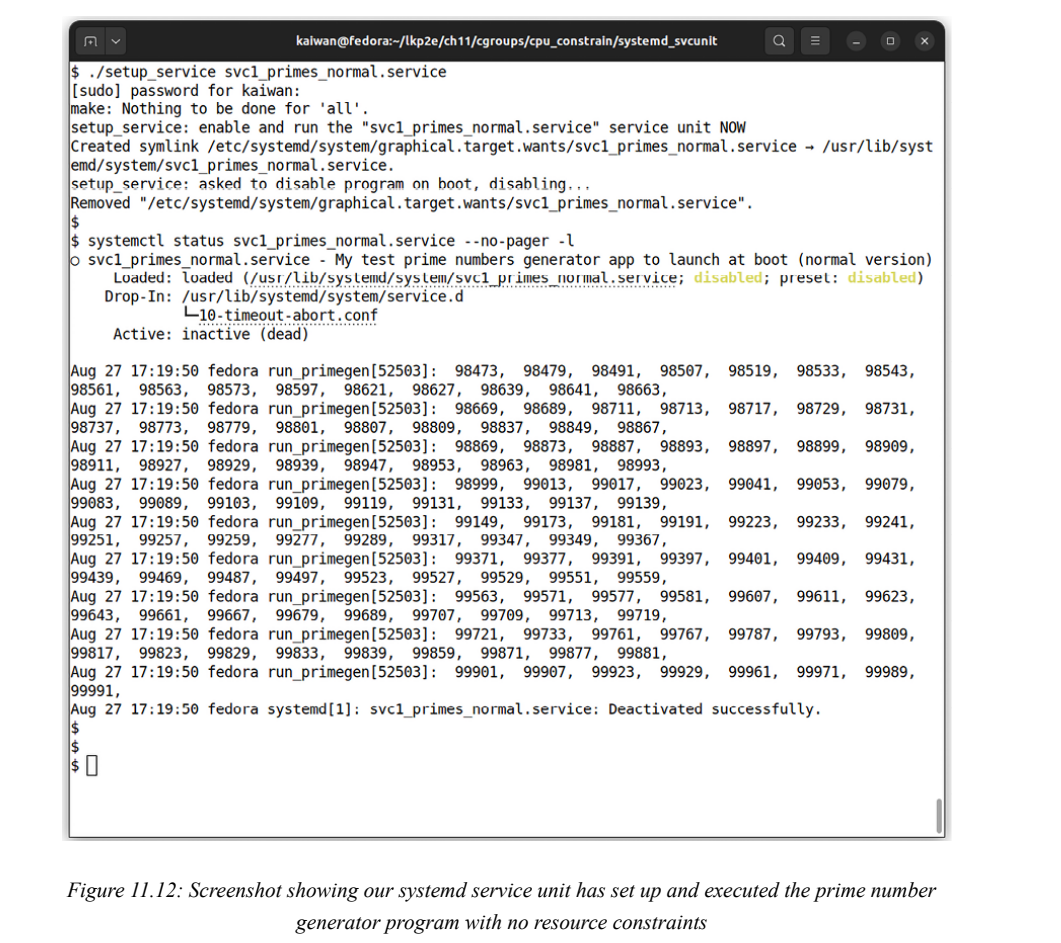 kaiwan@fedora:~/lkp2e/ch11/cgroups/cpu_constrain/systemd_svcunit
$ ./setup_service svc1_primes_normal.service
[sudo] password for kaiwan:
make: Nothing to be done for 'all'.
setup_service: enable and run the "svc1_primes_normal.service" service unit NOW
Created symlink /etc/systemd/system/graphical.target.wants/svc1_primes_normal.service → /usr/lib/syst
emd/system/svc1_primes_normal.service.
setup_service: asked to disable program on boot, disabling...
Removed "/etc/systemd/system/graphical.target.wants/svc1_primes_normal.service".
$
$ systemctl status svc1_primes_normal.service --no-pager -l
○ svc1_primes_normal.service - My test prime numbers generator app to launch at boot (normal version)
     Loaded: loaded (/usr/lib/systemd/system/svc1_primes_normal.service; disabled; preset: disabled)
    Drop-In: /usr/lib/systemd/system/service.d
             └─10-timeout-abort.conf
     Active: inactive (dead)
Aug 27 17:19:50 fedora run_primegen[52503]:  98473,  98479,  98491,  98507,  98519,  98533,  98543,
98561,  98563,  98573,  98597,  98621,  98627,  98639,  98641,  98663,
Aug 27 17:19:50 fedora run_primegen[52503]:  98669,  98689,  98711,  98713,  98717,  98729,  98731,
98737,  98773,  98779,  98801,  98807,  98809,  98837,  98849,  98867,
Aug 27 17:19:50 fedora run_primegen[52503]:  98869,  98873,  98887,  98893,  98897,  98899,  98909,
98911,  98927,  98929,  98939,  98947,  98953,  98963,  98981,  98993,
Aug 27 17:19:50 fedora run_primegen[52503]:  98999,  99013,  99017,  99023,  99041,  99053,  99079,
99083,  99089,  99103,  99109,  99119,  99131,  99133,  99137,  99139,
Aug 27 17:19:50 fedora run_primegen[52503]:  99149,  99173,  99181,  99191,  99223,  99233,  99241,
99251,  99257,  99259,  99277,  99289,  99317,  99347,  99349,  99367,
Aug 27 17:19:50 fedora run_primegen[52503]:  99371,  99377,  99391,  99397,  99401,  99409,  99431,
99439,  99469,  99487,  99497,  99523,  99527,  99529,  99551,  99559,
Aug 27 17:19:50 fedora run_primegen[52503]:  99563,  99571,  99577,  99581,  99607,  99611,  99623,
99643,  99661,  99667,  99679,  99689,  99707,  99709,  99713,  99719,
Aug 27 17:19:50 fedora run_primegen[52503]:  99721,  99733,  99761,  99767,  99787,  99793,  99809,
99817,  99823,  99829,  99833,  99839,  99859,  99871,  99877,  99881,
Aug 27 17:19:50 fedora run_primegen[52503]:  99901,  99907,  99923,  99929,  99961,  99971,  99989,
99991,
Aug 27 17:19:50 fedora systemd[1]: svc1_primes_normal.service: Deactivated successfully.
$
$
$
Figure 11.12: Screenshot showing our systemd service unit has set up and executed the prime number
generator program with no resource constraints